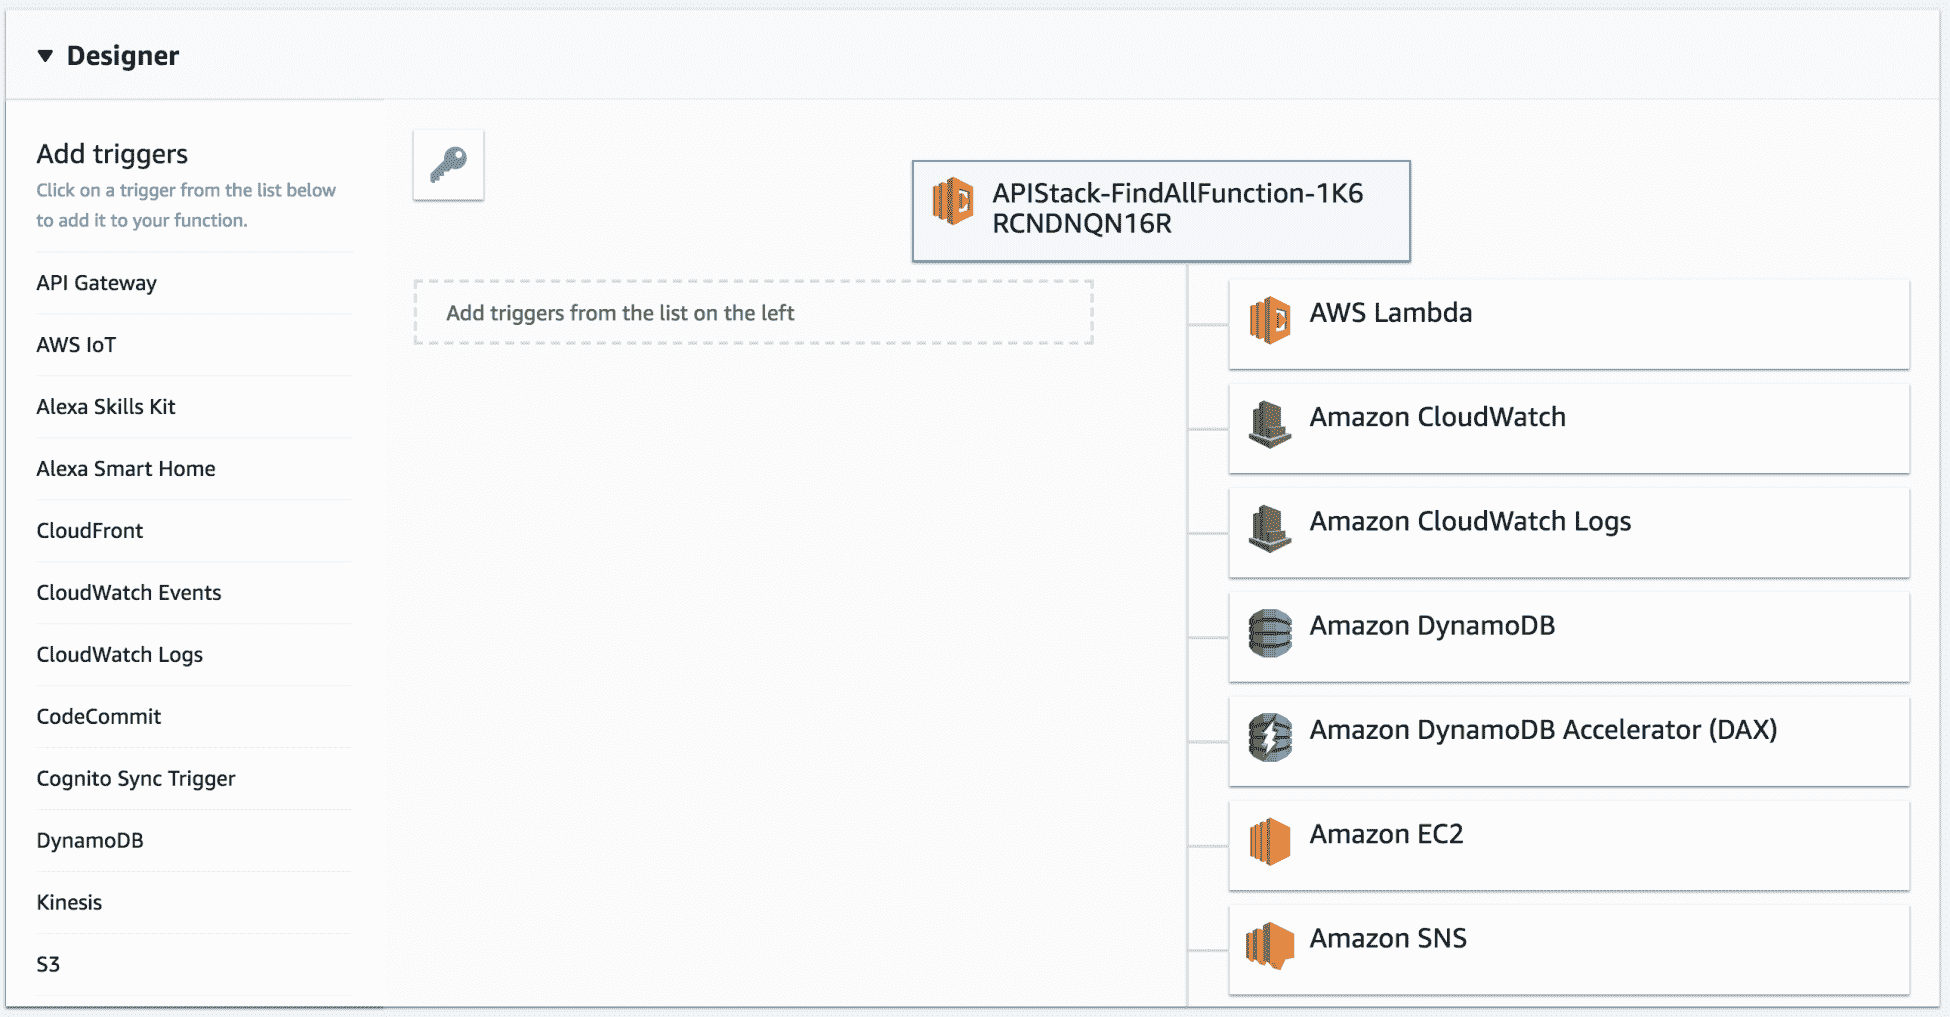 Designer
Add triggers
Click on a trigger from the list below
to add it to your function.
API Gateway
AWS IoT
Alexa Skills Kit
Alexa Smart Home
CloudFront
CloudWatch Events
CloudWatch Logs
CodeCommit
Cognito Sync Trigger
DynamoDB
Kinesis
S3
APIStack-FindAllFunction-1K6
RCNDNQN16R
Add triggers from the list on the left
AWS Lambda
Amazon CloudWatch
Amazon CloudWatch Logs
Amazon DynamoDB
Amazon DynamoDB Accelerator (DAX)
Amazon EC2
Amazon SNS